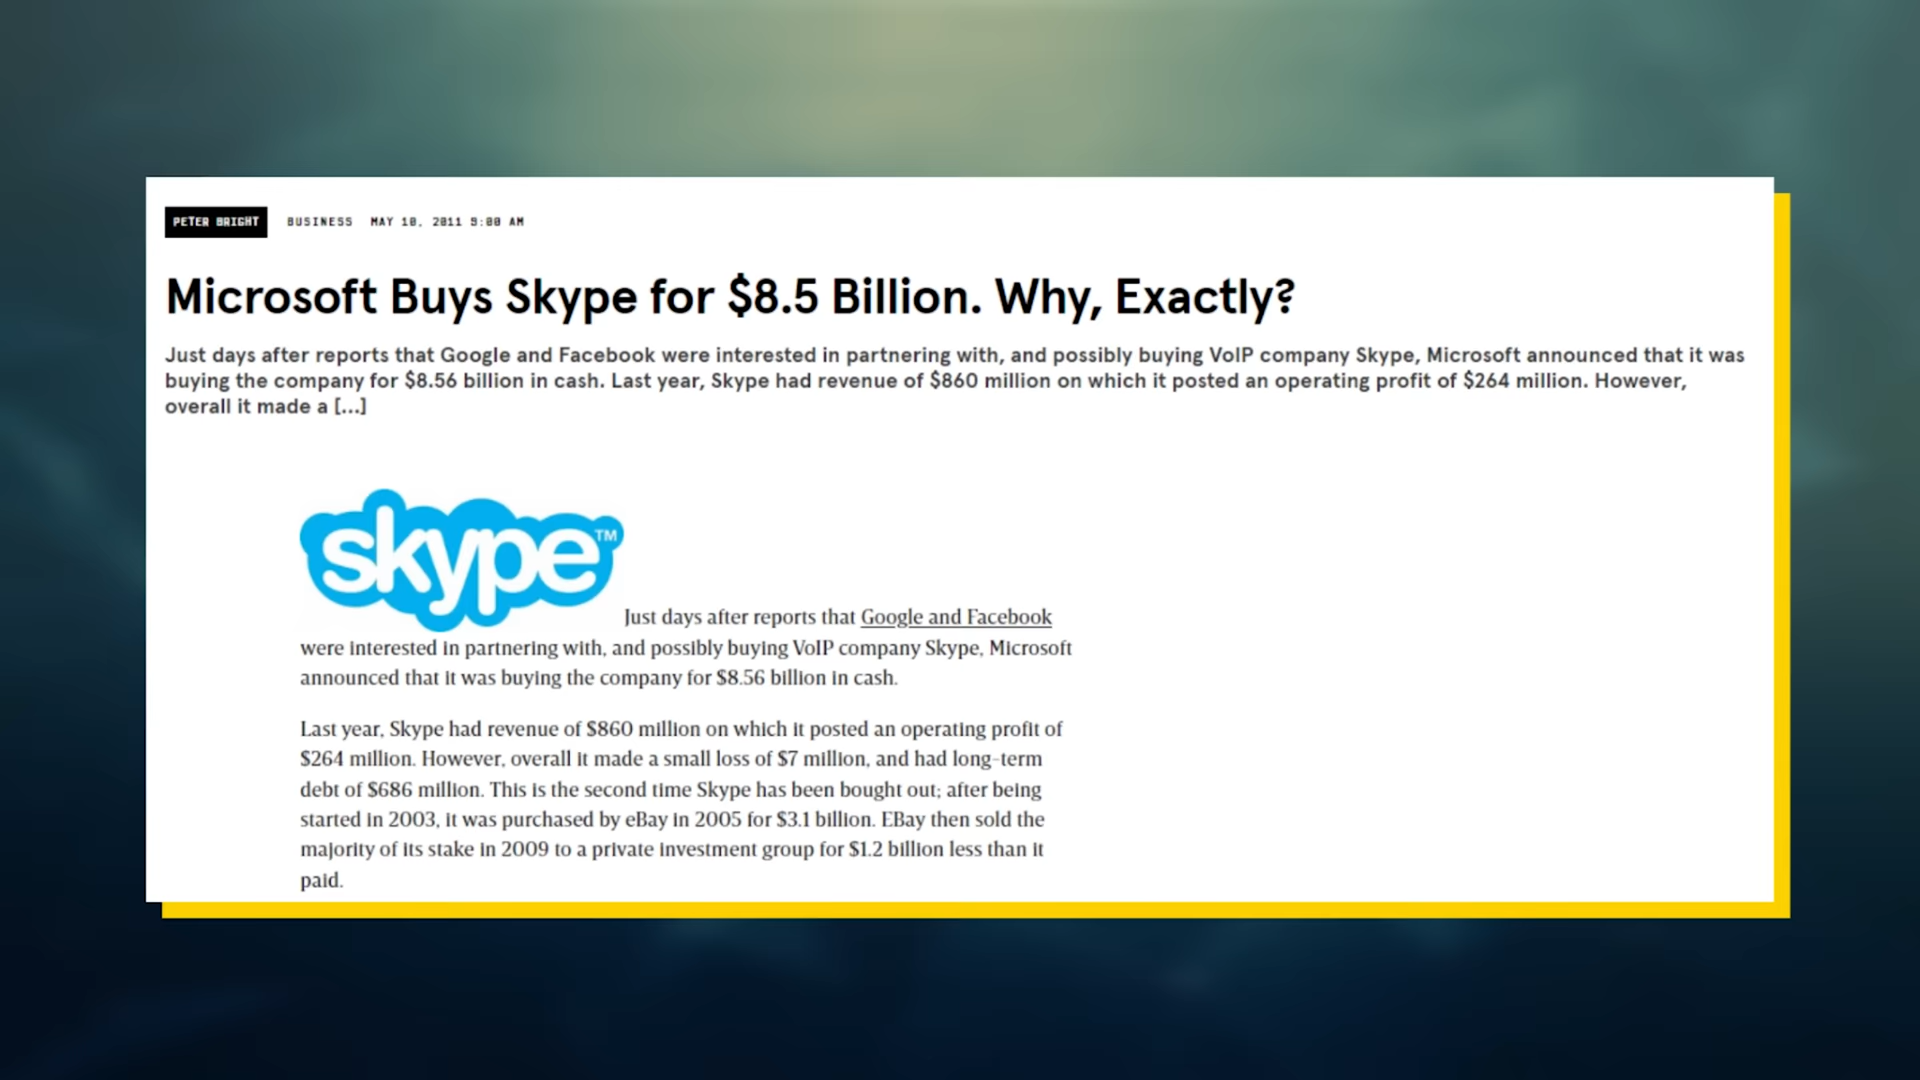 PETER BRIGHT BUSINESS MAY 10, 2011 9:00 AM
Microsoft Buys Skype for $8.5 Billion. Why, Exactly?
Just days after reports that Google and Facebook were interested in partnering with, and possibly buying VoIP company Skype, Microsoft announced that it was
buying the company for $8.56 billion in cash. Last year, Skype had revenue of $860 million on which it posted an operating profit of $264 million. However,
overall it made a [...]
skype™
Just days after reports that Google and Facebook
were interested in partnering with, and possibly buying VoIP company Skype, Microsoft
announced that it was buying the company for $8.56 billion in cash.
Last year, Skype had revenue of $860 million on which it posted an operating profit of
$264 million. However, overall it made a small loss of $7 million, and had long-term
debt of $686 million. This is the second time Skype has been bought out; after being
started in 2003, it was purchased by eBay in 2005 for $3.1 billion. EBay then sold the
majority of its stake in 2009 to a private investment group for $1.2 billion less than it
paid.